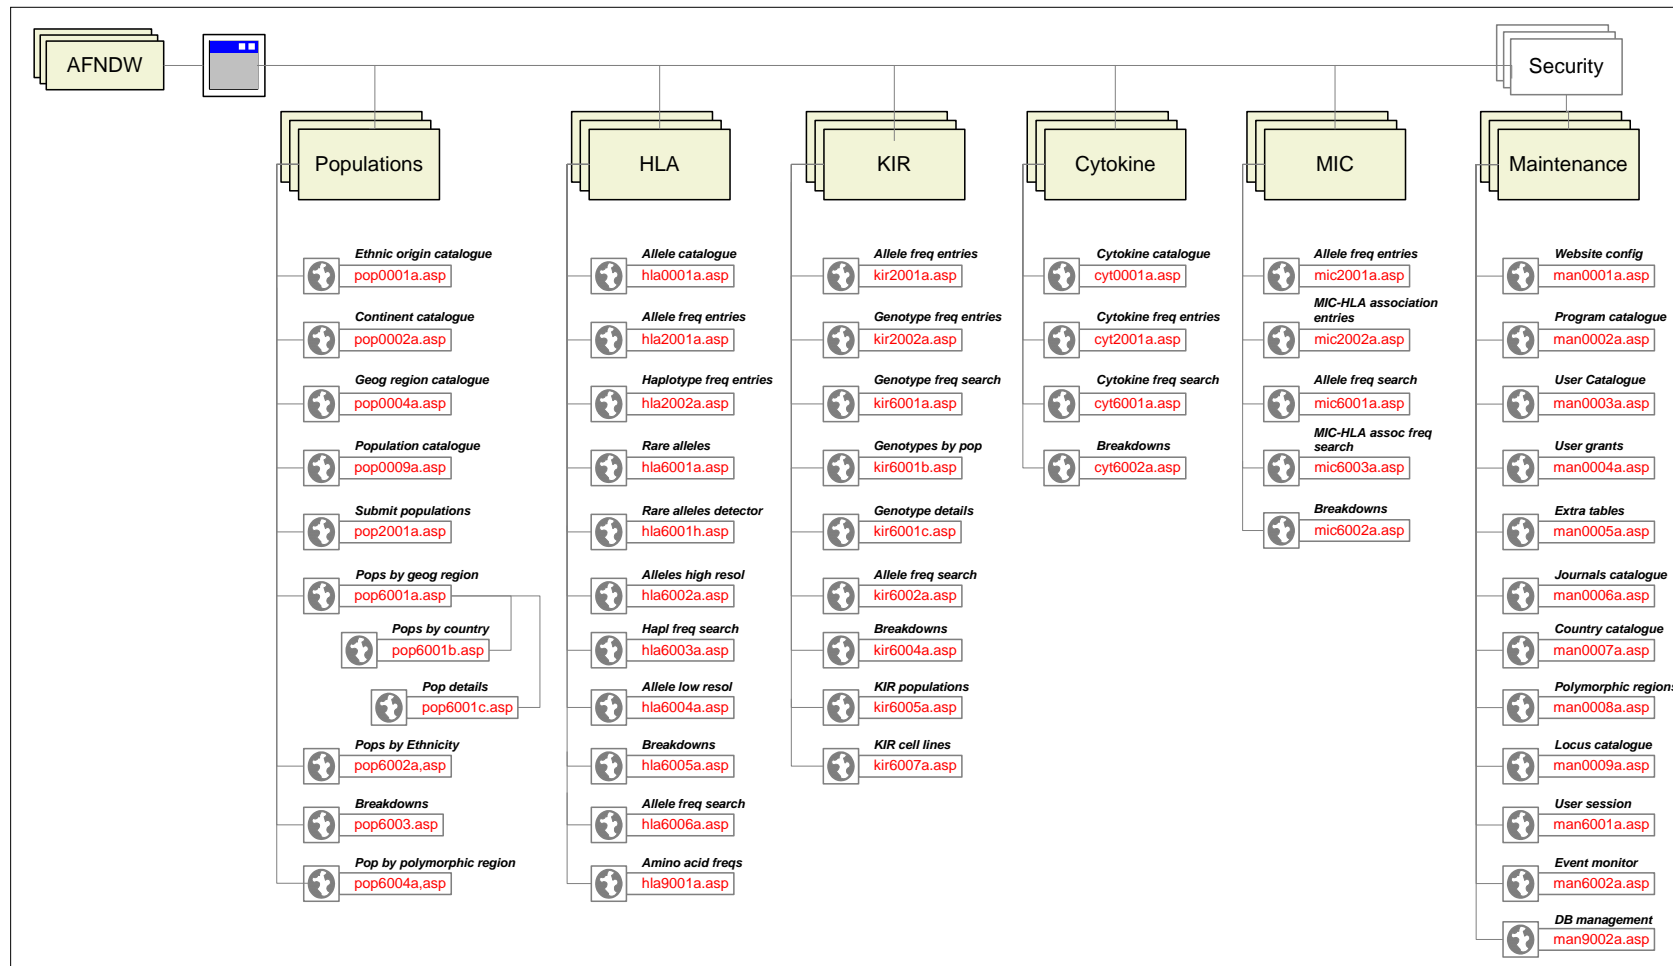 AFNDW
Security
Populations
HLA
KIR
Cytokine
MIC
Maintenance
Ethnic origin catalogue
pop0001a.asp
Continent catalogue
pop0002a.asp
Geog region catalogue
pop0004a.asp
Population catalogue
pop0009a.asp
Submit populations
pop2001a.asp
Pops by geog region
pop6001a.asp
Pops by country
pop6001b.asp
Pop details
pop6001c.asp
Pops by Ethnicity
pop6002a,asp
Breakdowns
pop6003.asp
Pop by polymorphic region
pop6004a,asp
Allele catalogue
hla0001a.asp
Allele freq entries
hla2001a.asp
Haplotype freq entries
hla2002a.asp
Rare alleles
hla6001a.asp
Rare alleles detector
hla6001h.asp
Alleles high resol
hla6002a.asp
Hapl freq search
hla6003a.asp
Allele low resol
hla6004a.asp
Breakdowns
hla6005a.asp
Allele freq search
hla6006a.asp
Amino acid freqs
hla9001a.asp
Allele freq entries
kir2001a.asp
Genotype freq entries
kir2002a.asp
Genotype freq search
kir6001a.asp
Genotypes by pop
kir6001b.asp
Genotype details
kir6001c.asp
Allele freq search
kir6002a.asp
Breakdowns
kir6004a.asp
KIR populations
kir6005a.asp
KIR cell lines
kir6007a.asp
Cytokine catalogue
cyt0001a.asp
Cytokine freq entries
cyt2001a.asp
Cytokine freq search
cyt6001a.asp
Breakdowns
cyt6002a.asp
Allele freq entries
mic2001a.asp
MIC-HLA association
entries
mic2002a.asp
Allele freq search
mic6001a.asp
MIC-HLA assoc freq
search
mic6003a.asp
Breakdowns
mic6002a.asp
Website config
man0001a.asp
Program catalogue
man0002a.asp
User Catalogue
man0003a.asp
User grants
man0004a.asp
Extra tables
man0005a.asp
Journals catalogue
man0006a.asp
Country catalogue
man0007a.asp
Polymorphic regions
man0008a.asp
Locus catalogue
man0009a.asp
User session
man6001a.asp
Event monitor
man6002a.asp
DB management
man9002a.asp